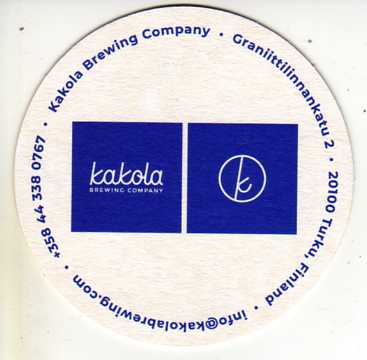 Kakola Brewing Company • Graniittilinnankatu 2 • 20100 Turku, Finland • info@kakolabrewing.com • +358 44 338 0767 •
kakola
BREWING COMPANY
k